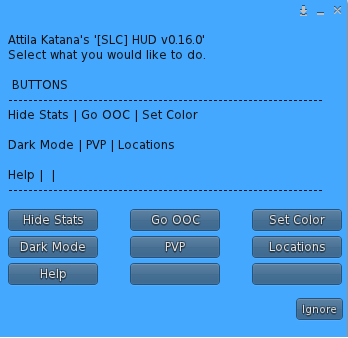 Attila Katana's '[SLC] HUD v0.16.0'
Select what you would like to do.
BUTTONS
---------------------------------------------------------------
Hide Stats | Go OOC | Set Color
Dark Mode | PVP | Locations
Help |  |
---------------------------------------------------------------
Hide Stats Go OOC Set Color
Dark Mode PVP Locations
Help
Ignore